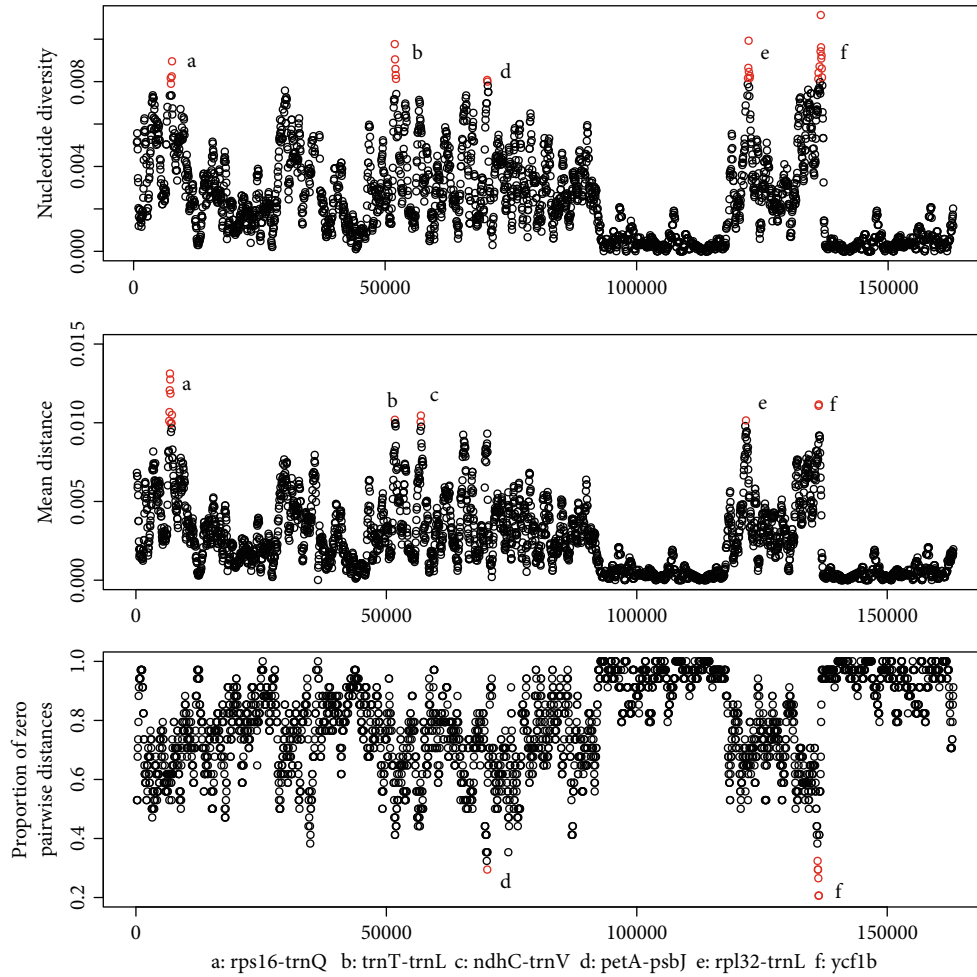 Nucleotide diversity
0.008
0.004
0.000
a
b
d
e
f
0
50000
100000
150000
Mean distance
0.015
0.010
0.005
0.000
a
b
c
e
f
0
50000
100000
150000
Proportion of zero
pairwise distances
1.0
0.8
0.6
0.4
0.2
d
f
0
50000
100000
150000
a: rps16-trnQ b: trnT-trnL c: ndhC-trnV d: petA-psbJ e: rpl32-trnL f: ycf1b